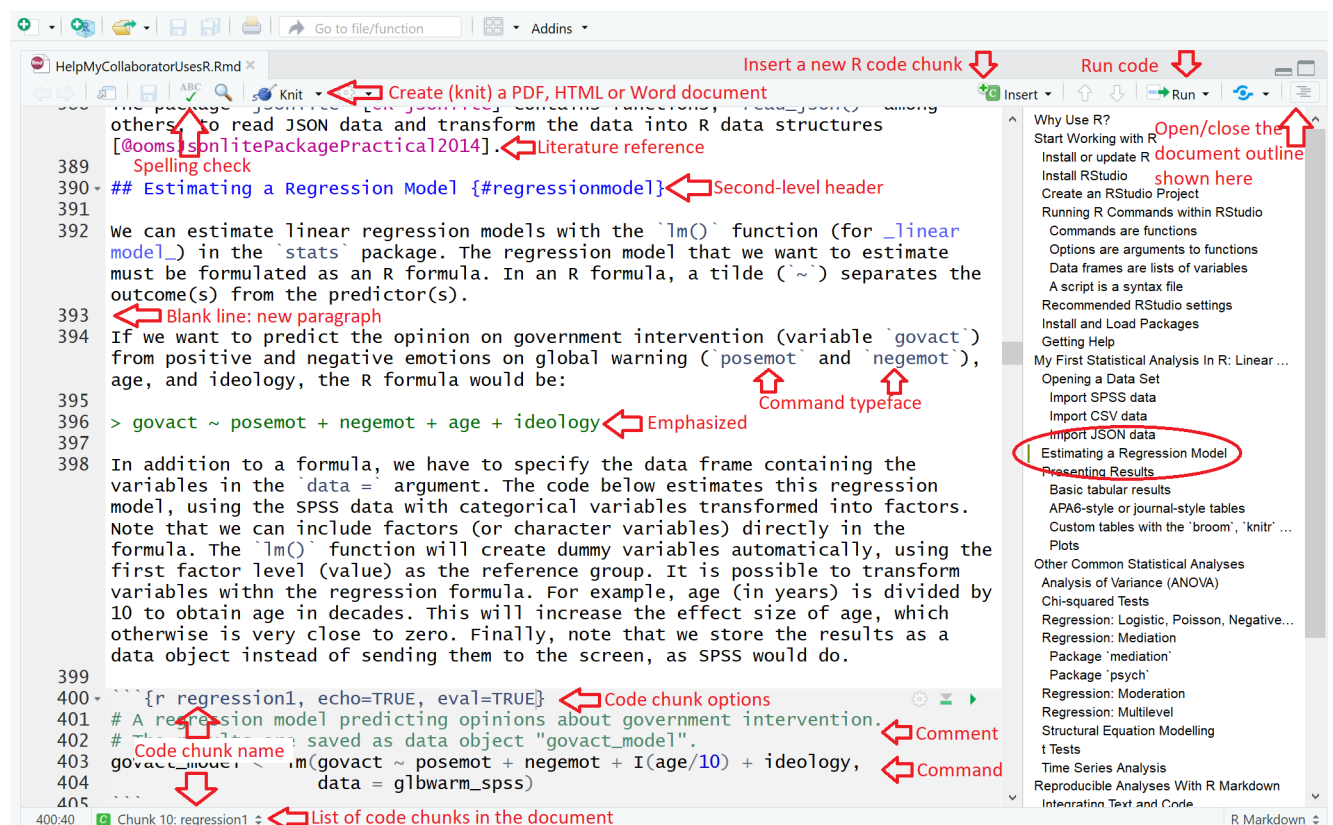 Go to file/function
Addins
HelpMyCollaboratorUsesR.Rmd
Insert a new R code chunk
Run code
ABC
Knit
Create (knit) a PDF, HTML or Word document
Insert
Run
others, to read JSON data and transform the data into R data structures
[@oomsJsonlitePackagePractical2014].
Literature reference
389
Spelling check
390 ## Estimating a Regression Model {#regressionmodel}
Second-level header
391
392 We can estimate linear regression models with the `lm()` function (for _linear
model_) in the `stats` package. The regression model that we want to estimate
must be formulated as an R formula. In an R formula, a tilde (`~`) separates the
outcome(s) from the predictor(s).
393
Blank line: new paragraph
394 If we want to predict the opinion on government intervention (variable `govact`)
from positive and negative emotions on global warning (`posemot` and `negemot`),
age, and ideology, the R formula would be:
395
Command typeface
396 > govact ~ posemot + negemot + age + ideology
Emphasized
397
398 In addition to a formula, we have to specify the data frame containing the
variables in the `data =` argument. The code below estimates this regression
model, using the SPSS data with categorical variables transformed into factors.
Note that we can include factors (or character variables) directly in the
formula. The `lm()` function will create dummy variables automatically, using the
first factor level (value) as the reference group. It is possible to transform
variables withn the regression formula. For example, age (in years) is divided by
10 to obtain age in decades. This will increase the effect size of age, which
otherwise is very close to zero. Finally, note that we store the results as a
data object instead of sending them to the screen, as SPSS would do.
399
400 ```{r regression1, echo=TRUE, eval=TRUE}
Code chunk options
401 # A regression model predicting opinions about government intervention.
Comment
402 # The results are saved as data object "govact_model".
Code chunk name
403 govact_model <- lm(govact ~ posemot + negemot + I(age/10) + ideology,
Command
404 data = glbwarm_spss)
405 ```
400:40
Chunk 10: regression1
List of code chunks in the document
R Markdown
Why Use R?
Start Working with R
Install or update R
Install RStudio
Create an RStudio Project
Open/close the
document outline
shown here
Running R Commands within RStudio
Commands are functions
Options are arguments to functions
Data frames are lists of variables
A script is a syntax file
Recommended RStudio settings
Install and Load Packages
Getting Help
My First Statistical Analysis In R: Linear ...
Opening a Data Set
Import SPSS data
Import CSV data
Import JSON data
Estimating a Regression Model
Presenting Results
Basic tabular results
APA6-style or journal-style tables
Custom tables with the `broom`, `knitr` ...
Plots
Other Common Statistical Analyses
Analysis of Variance (ANOVA)
Chi-squared Tests
Regression: Logistic, Poisson, Negative...
Regression: Mediation
Package `mediation`
Package `psych`
Regression: Moderation
Regression: Multilevel
Structural Equation Modelling
t Tests
Time Series Analysis
Reproducible Analyses With R Markdown
Integrating Text and Code